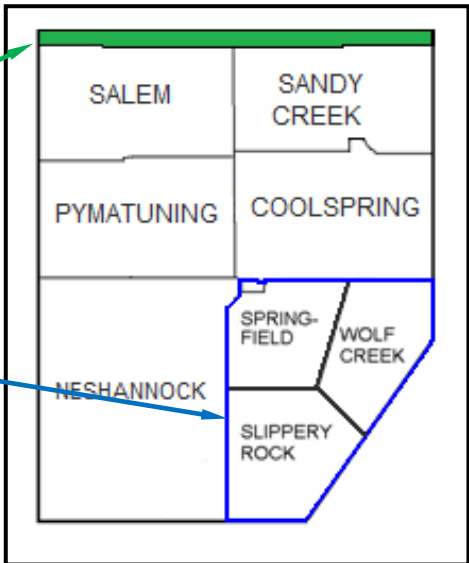 SALEM
SANDY
CREEK
PYMATUNING
COOLSPRING
SPRING-
FIELD
WOLF
CREEK
NESHANNOCK
SLIPPERY
ROCK